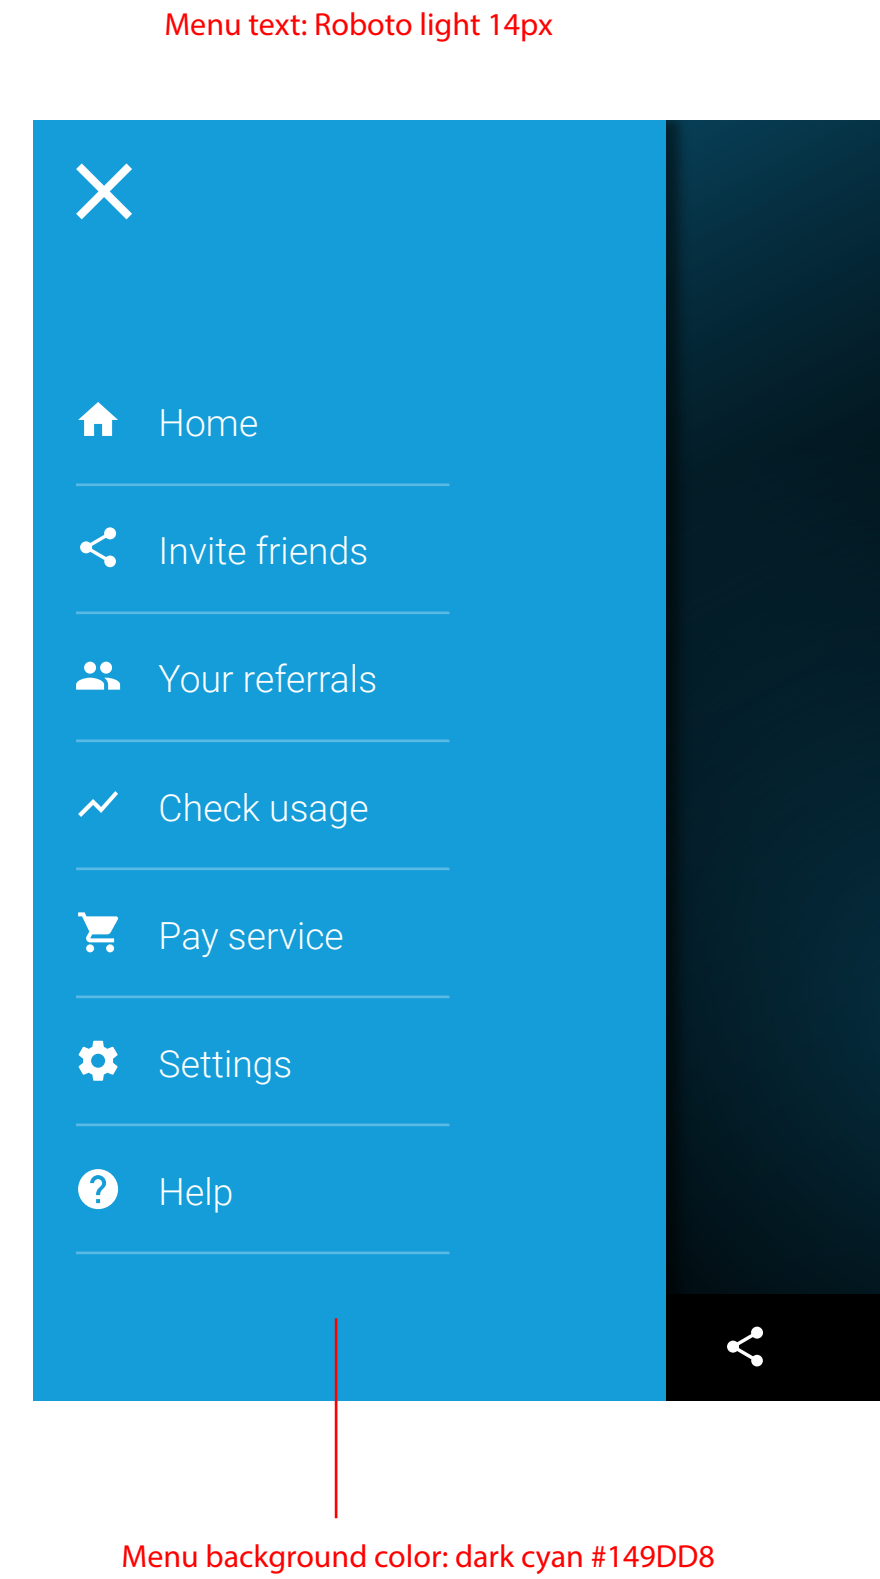 Menu text: Roboto light 14px
Home
Invite friends
Your referrals
Check usage
Pay service
Settings
Help
Menu background color: dark cyan #149DD8